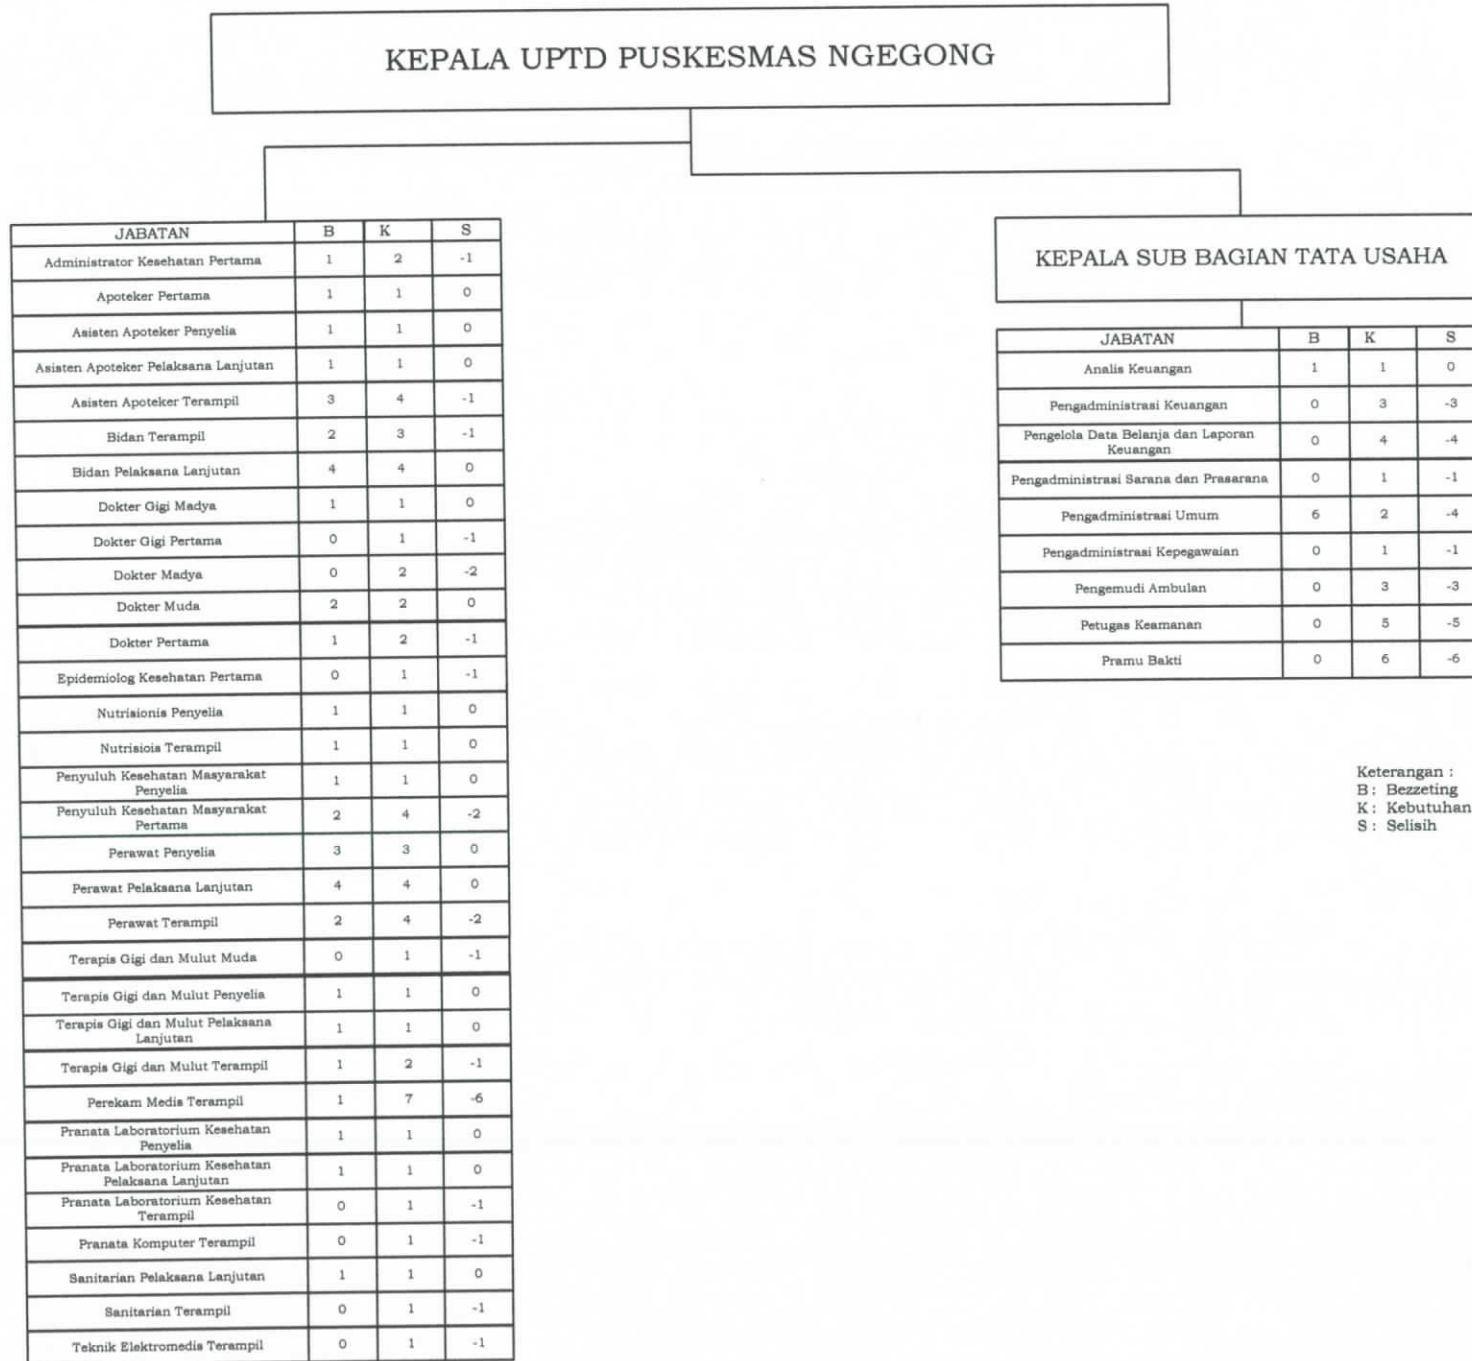 KEPALA UPTD PUSKESMAS NGEGONG
JABATAN B K S
Administrator Kesehatan Pertama 1 2 -1
Apoteker Pertama 1 1 0
Asisten Apoteker Penyelia 1 1 0
Asisten Apoteker Pelaksana Lanjutan 1 1 0
Asisten Apoteker Terampil 3 4 -1
Bidan Terampil 2 3 -1
Bidan Pelaksana Lanjutan 4 4 0
Dokter Gigi Madya 1 1 0
Dokter Gigi Pertama 0 1 -1
Dokter Madya 0 2 -2
Dokter Muda 2 2 0
Dokter Pertama 1 2 -1
Epidemiolog Kesehatan Pertama 0 1 -1
Nutrisionis Penyelia 1 1 0
Nutrisiois Terampil 1 1 0
Penyuluh Kesehatan Masyarakat
Penyelia 1 1 0
Penyuluh Kesehatan Masyarakat
Pertama 2 4 -2
Perawat Penyelia 3 3 0
Perawat Pelaksana Lanjutan 4 4 0
Perawat Terampil 2 4 -2
Terapis Gigi dan Mulut Muda 0 1 -1
Terapis Gigi dan Mulut Penyelia 1 1 0
Terapis Gigi dan Mulut Pelaksana
Lanjutan 1 1 0
Terapis Gigi dan Mulut Terampil 1 2 -1
Perekam Medis Terampil 1 7 -6
Pranata Laboratorium Kesehatan
Penyelia 1 1 0
Pranata Laboratorium Kesehatan
Pelaksana Lanjutan 1 1 0
Pranata Laboratorium Kesehatan
Terampil 0 1 -1
Pranata Komputer Terampil 0 1 -1
Sanitarian Pelaksana Lanjutan 1 1 0
Sanitarian Terampil 0 1 -1
Teknik Elektromedis Terampil 0 1 -1
KEPALA SUB BAGIAN TATA USAHA
JABATAN B K S
Analis Keuangan 1 1 0
Pengadministrasi Keuangan 0 3 -3
Pengelola Data Belanja dan Laporan
Keuangan 0 4 -4
Pengadministrasi Sarana dan Prasarana 0 1 -1
Pengadministrasi Umum 6 2 -4
Pengadministrasi Kepegawaian 0 1 -1
Pengemudi Ambulan 0 3 -3
Petugas Keamanan 0 5 -5
Pramu Bakti 0 6 -6
Keterangan :
B : Bezzeting
K : Kebutuhan
S : Selisih